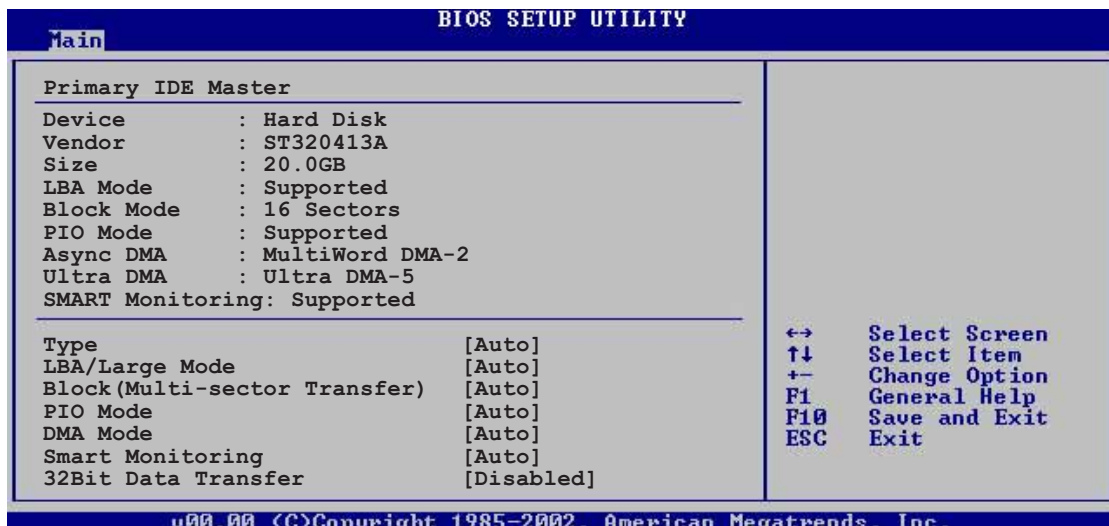 BIOS SETUP UTILITY
Main
Primary IDE Master
Device : Hard Disk
Vendor : ST320413A
Size : 20.0GB
LBA Mode : Supported
Block Mode : 16 Sectors
PIO Mode : Supported
Async DMA : MultiWord DMA-2
Ultra DMA : Ultra DMA-5
SMART Monitoring: Supported
Type [Auto]
LBA/Large Mode [Auto]
Block(Multi-sector Transfer) [Auto]
PIO Mode [Auto]
DMA Mode [Auto]
Smart Monitoring [Auto]
32Bit Data Transfer [Disabled]
←→ Select Screen
↑↓ Select Item
+- Change Option
F1 General Help
F10 Save and Exit
ESC Exit
v00.00 (C)Copyright 1985-2002, American Megatrends, Inc.